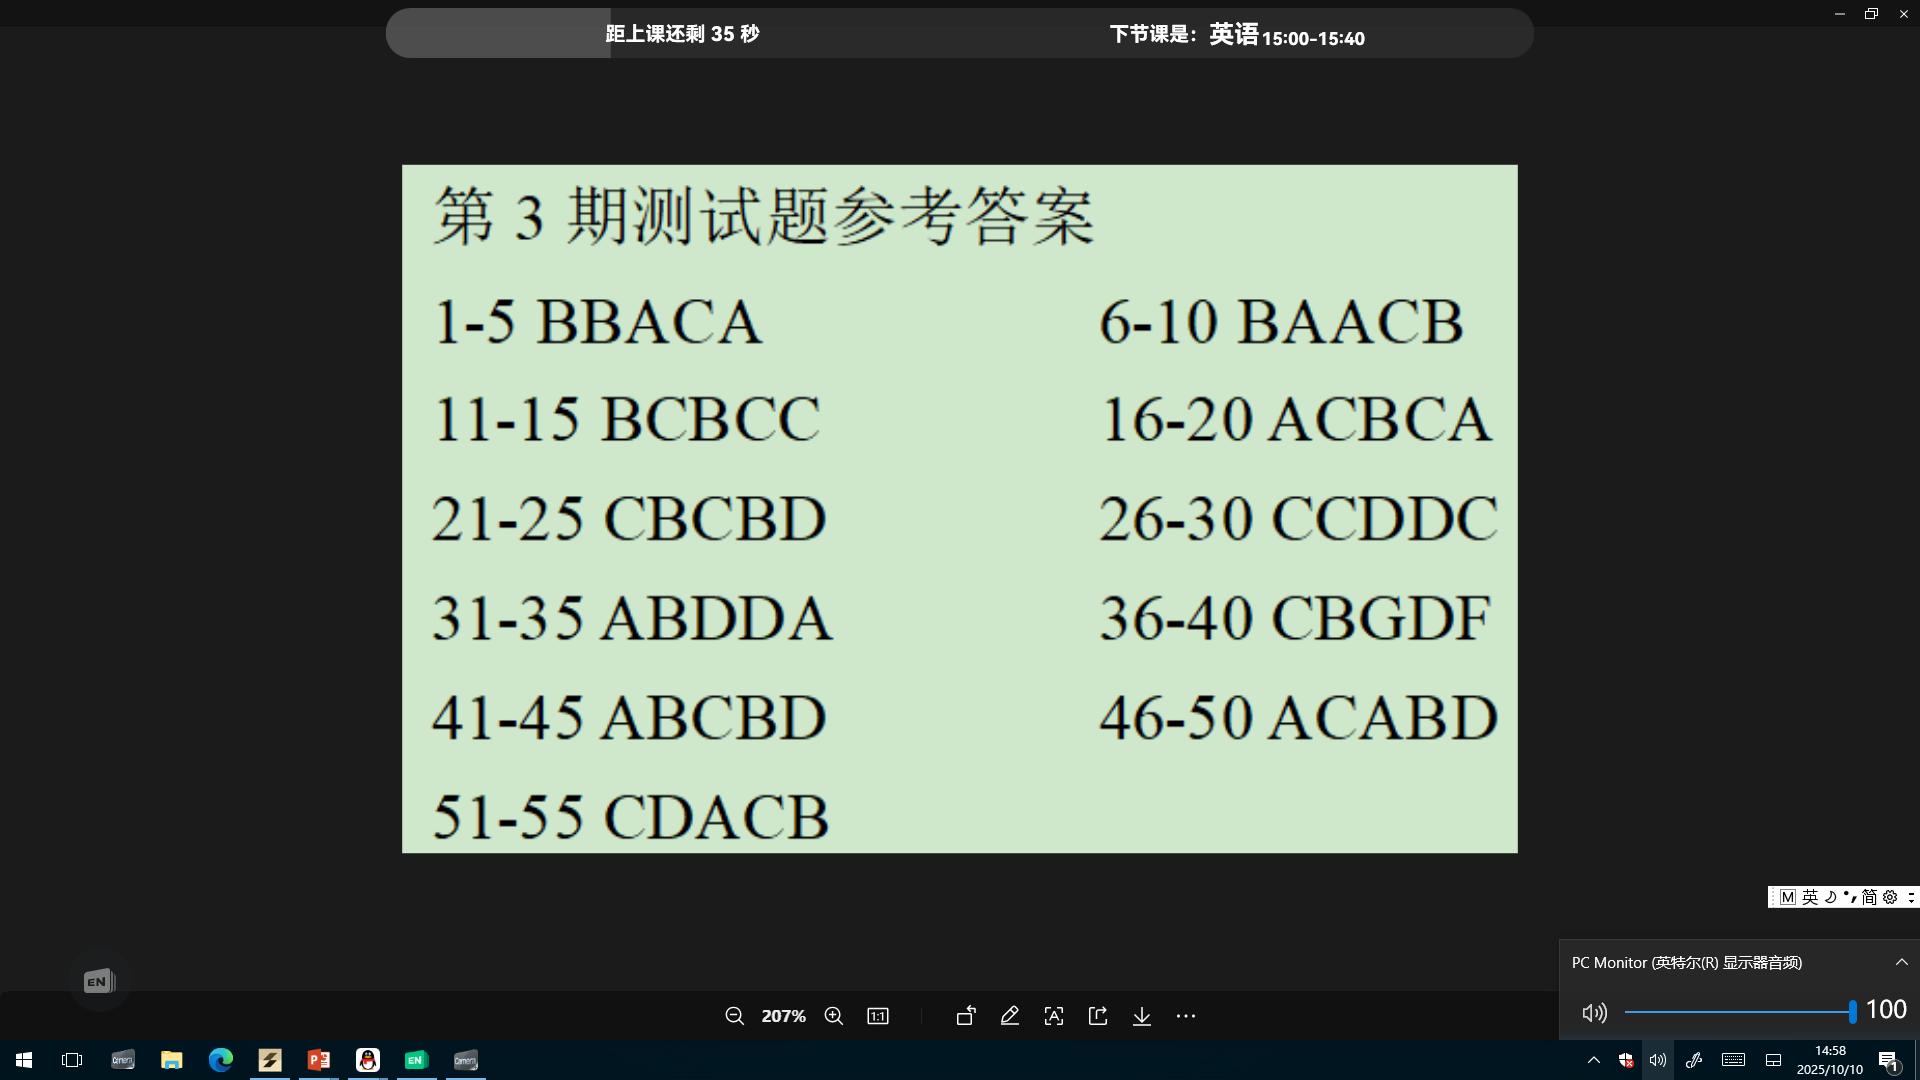 距上课还剩 35 秒
下节课是：英语 15:00-15:40
第 3 期测试题参考答案
1-5 BBACA 6-10 BAACB
11-15 BCBCC 16-20 ACBCA
21-25 CBCBD 26-30 CCDDC
31-35 ABDDA 36-40 CBGDF
41-45 ABCBD 46-50 ACABD
51-55 CDACB
M 英 简
PC Monitor (英特尔(R) 显示器音频)
EN
100
207% 1:1
Camera EN Camera
14:58
2025/10/10
1